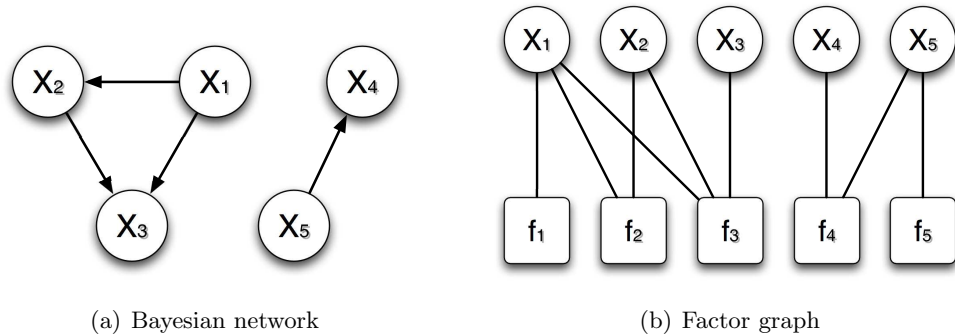 X₂ X₁ X₄
X₃ X₅
X₁ X₂ X₃ X₄ X₅
f₁ f₂ f₃ f₄ f₅
(a) Bayesian network
(b) Factor graph